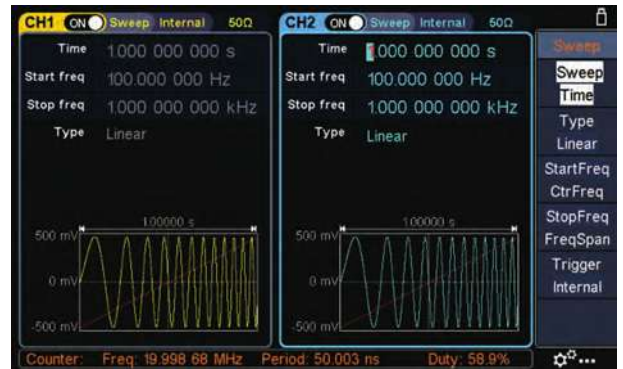 CH1 ON Sweep Internal 50Ω
Time 1.000 000 000 s
Start freq 100.000 000 Hz
Stop freq 1.000 000 000 kHz
Type Linear
1.00000 s
500 mV
0 mV
-500 mV
CH2 ON Sweep Internal 50Ω
Time 1.000 000 000 s
Start freq 100.000 000 Hz
Stop freq 1.000 000 000 kHz
Type Linear
1.00000 s
500 mV
0 mV
-500 mV
Sweep
Sweep
Time
Type
Linear
StartFreq
CtrFreq
StopFreq
FreqSpan
Trigger
Internal
Counter: Freq: 19.998 68 MHz Period: 50.003 ns Duty: 58.9%